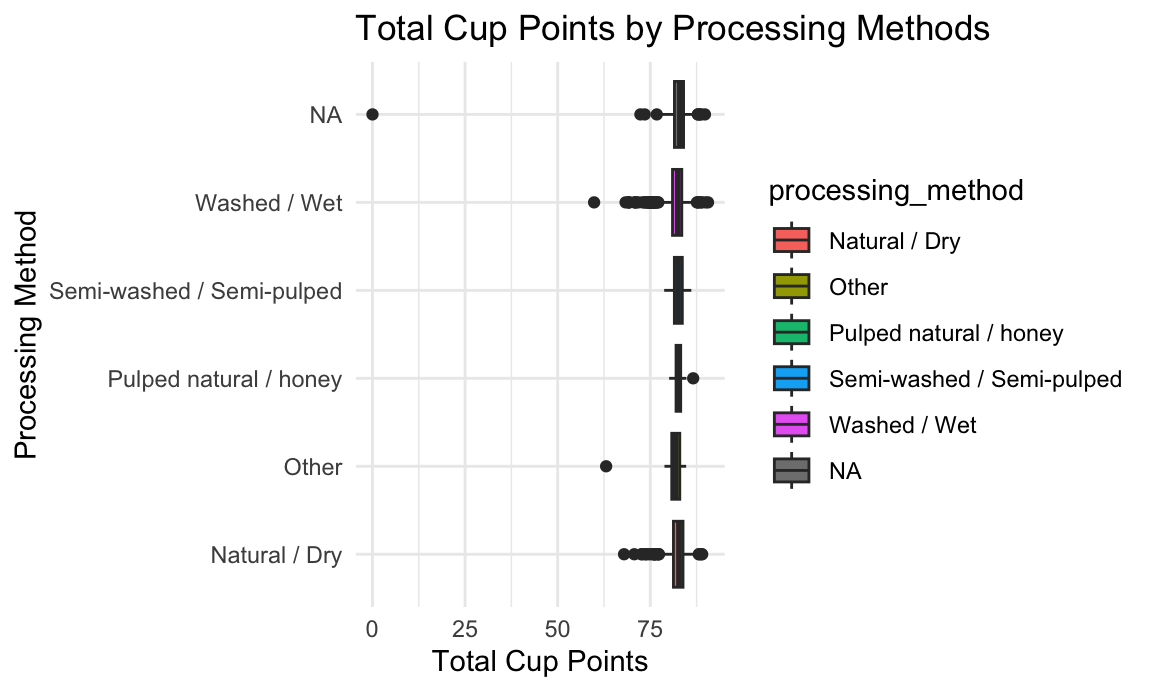 Total Cup Points by Processing Methods
Processing Method
NA
Washed / Wet
Semi-washed / Semi-pulped
Pulped natural / honey
Other
Natural / Dry
0 25 50 75
Total Cup Points
processing_method
Natural / Dry
Other
Pulped natural / honey
Semi-washed / Semi-pulped
Washed / Wet
NA